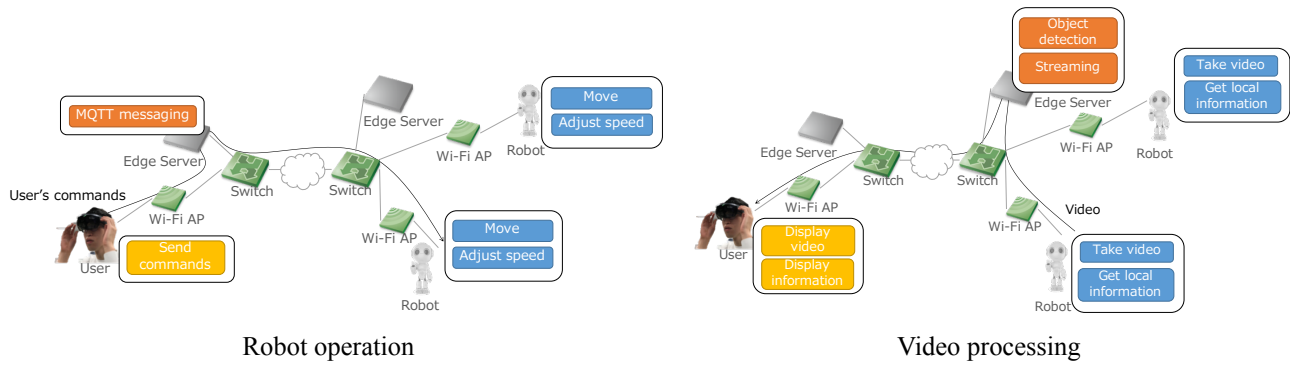 MQTT messaging
Edge Server
User's commands
Wi-Fi AP
User
Send
commands
Switch
Edge Server
Switch
Wi-Fi AP
Robot
Move
Adjust speed
Wi-Fi AP
Robot
Move
Adjust speed
Robot operation
Object
detection
Streaming
Edge Server
Take video
Get local
information
Wi-Fi AP
Robot
Edge Server
Switch
Switch
Wi-Fi AP
User
Display
video
Display
information
Wi-Fi AP
Video
Robot
Take video
Get local
information
Video processing